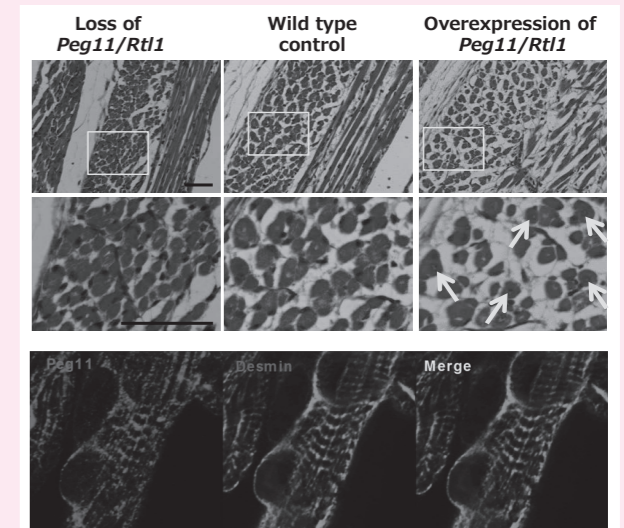 Loss of
Peg11/Rtl1
Wild type
control
Overexpression of
Peg11/Rtl1
Peg11
Desmin
Merge